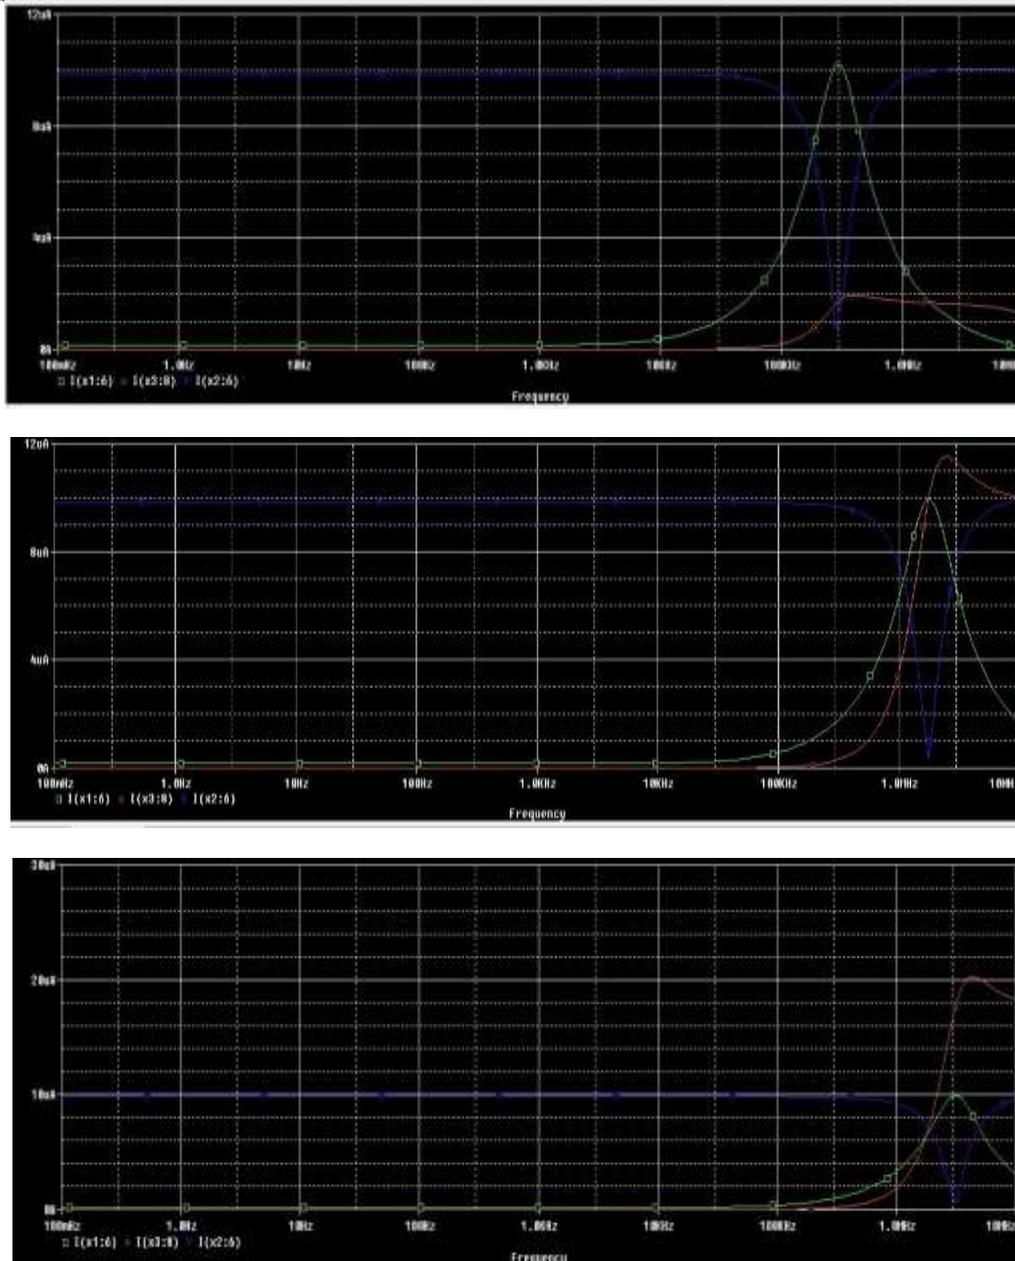 12uA
8uA
4uA
0A
100mHz 1.0Hz 10Hz 100Hz 1.0KHz 10KHz 100KHz 1.0MHz
I(x1:6) I(x3:8) I(x2:6)
Frequency
12uA
8uA
4uA
0A
100mHz 1.0Hz 10Hz 100Hz 1.0KHz 10KHz 100KHz 1.0MHz 10MH
I(x1:6) I(x3:8) I(x2:6)
Frequency
30uA
20uA
10uA
0A
100mHz 1.0Hz 10Hz 100Hz 1.0KHz 10KHz 100KHz 1.0MHz 10MHz
I(x1:6) I(x3:8) I(x2:6)
Frequency